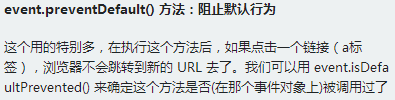 event.preventDefault() 方法：阻止默认行为
这个用的特别多，在执行这个方法后，如果点击一个链接（a标
签），浏览器不会跳转到新的 URL 去了。我们可以用 event.isDefa
ultPrevented() 来确定这个方法是否(在那个事件对象上)被调用过了